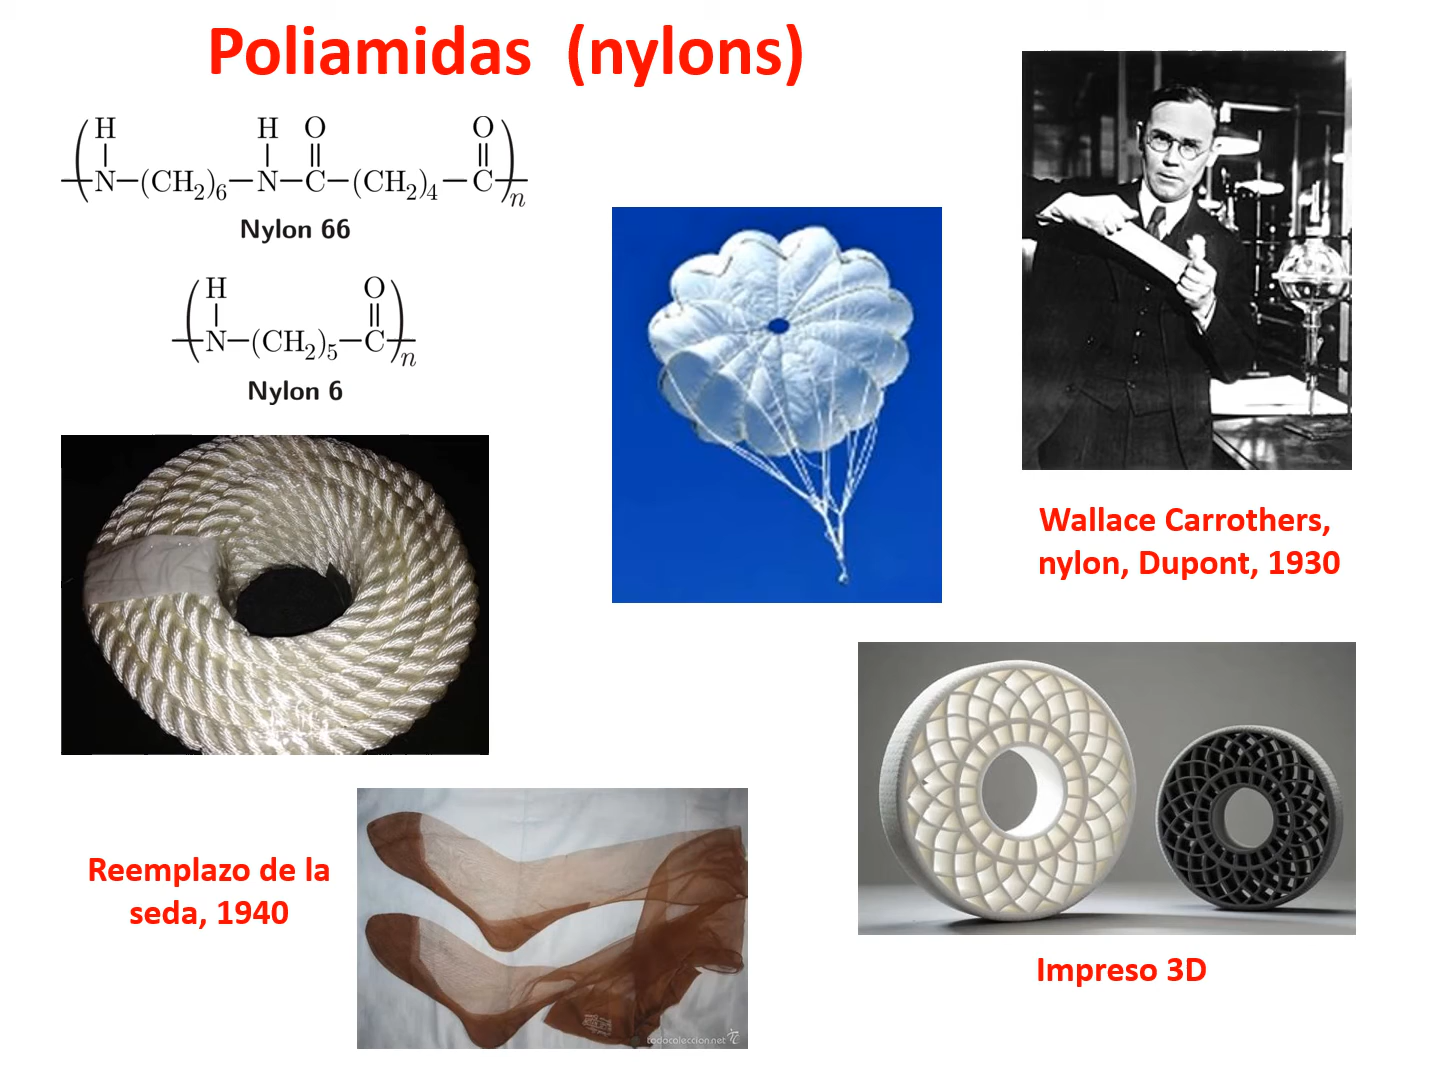 Poliamidas (nylons)
H H O O
N—(CH2)6—N—C—(CH2)4—C n
Nylon 66
H O
N—(CH2)5—C n
Nylon 6
Wallace Carrothers,
nylon, Dupont, 1930
Reemplazo de la
seda, 1940
todocoleccion.net
Impreso 3D